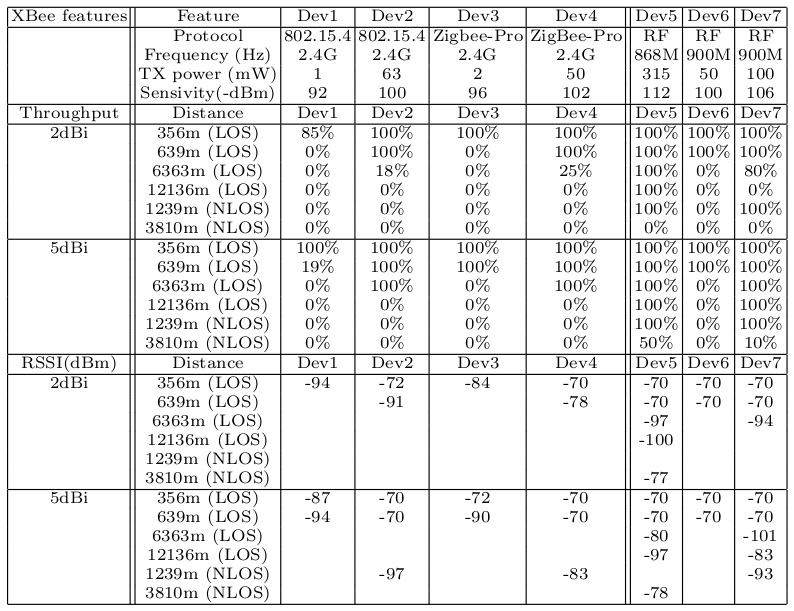 XBee features Feature Dev1 Dev2 Dev3 Dev4 Dev5 Dev6 Dev7
Protocol 802.15.4 802.15.4 Zigbee-Pro ZigBee-Pro RF RF RF
Frequency (Hz) 2.4G 2.4G 2.4G 2.4G 868M 900M 900M
TX power (mW) 1 63 2 50 315 50 100
Sensivity(-dBm) 92 100 96 102 112 100 106
Throughput Distance Dev1 Dev2 Dev3 Dev4 Dev5 Dev6 Dev7
2dBi 356m (LOS) 85% 100% 100% 100% 100% 100% 100%
639m (LOS) 0% 100% 0% 100% 100% 100% 100%
6363m (LOS) 0% 18% 0% 25% 100% 0% 80%
12136m (LOS) 0% 0% 0% 0% 100% 0% 0%
1239m (NLOS) 0% 0% 0% 0% 100% 0% 100%
3810m (NLOS) 0% 0% 0% 0% 0% 0% 0%
5dBi 356m (LOS) 100% 100% 100% 100% 100% 100% 100%
639m (LOS) 19% 100% 100% 100% 100% 100% 100%
6363m (LOS) 0% 100% 0% 100% 100% 0% 100%
12136m (LOS) 0% 0% 0% 0% 100% 0% 100%
1239m (NLOS) 0% 0% 0% 0% 100% 0% 100%
3810m (NLOS) 0% 0% 0% 0% 50% 0% 10%
RSSI(dBm) Distance Dev1 Dev2 Dev3 Dev4 Dev5 Dev6 Dev7
2dBi 356m (LOS) -94 -72 -84 -70 -70 -70 -70
639m (LOS) -91 -78 -70 -70 -70
6363m (LOS) -97 -94
12136m (LOS) -100
1239m (NLOS)
3810m (NLOS) -77
5dBi 356m (LOS) -87 -70 -72 -70 -70 -70 -70
639m (LOS) -94 -70 -90 -70 -70 -70 -70
6363m (LOS) -80 -101
12136m (LOS) -97 -83
1239m (NLOS) -97 -83 -93
3810m (NLOS) -78